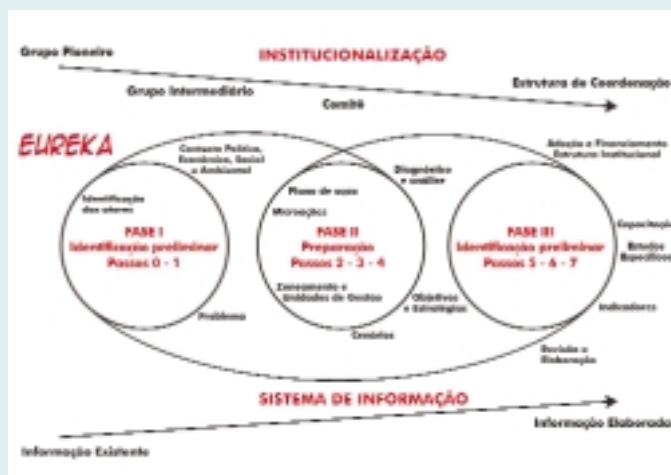 Grupo Pioneiro
INSTITUCIONALIZAÇÃO
Grupo Intermediário
Comitê
Estrutura de Coordenação
EUREKA
Contexto Político,
Econômico, Social
e Ambiental
Identificação
dos atores
FASE I
Identificação preliminar
Passos 0 - 1
Problema
Plano de ação
Microações
FASE II
Preparação
Passos 2 - 3 - 4
Zoneamento e
Unidades de Gestão
Cenários
Diagnóstico
e análise
Objetivos
e Estratégias
Adoção e Financiamento
Estrutura Institucional
FASE III
Identificação preliminar
Passos 5 - 6 - 7
Capacitação
Estudos
Específicos
Indicadores
Revisão e
Elaboração
SISTEMA DE INFORMAÇÃO
Informação Existente
Informação Elaborada